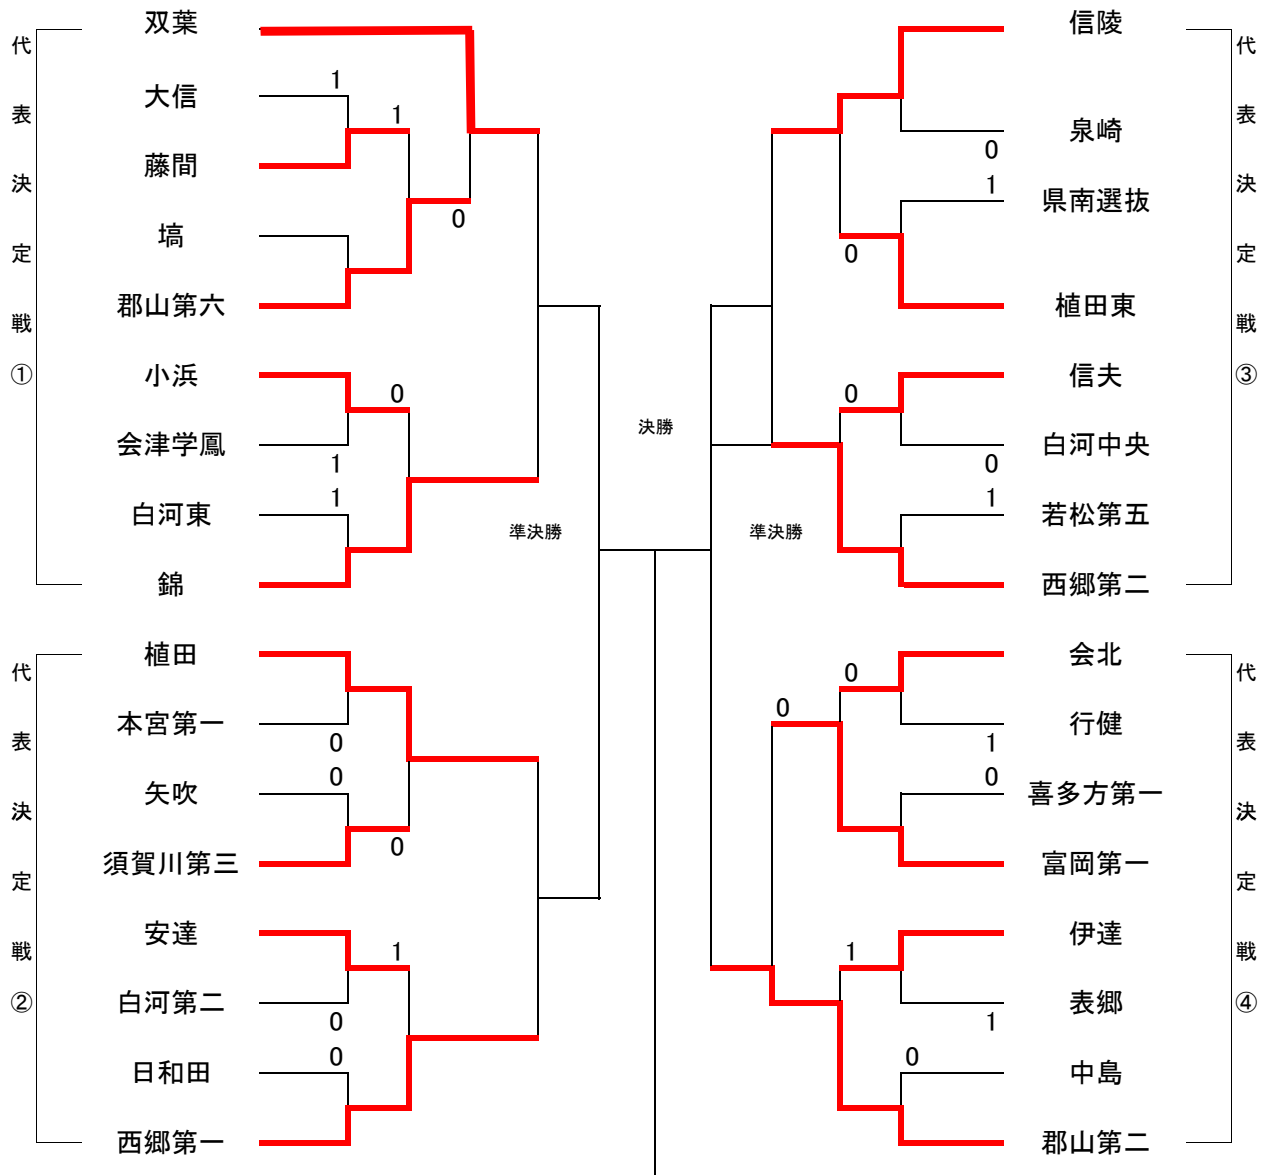 代表決定戦①
双葉
大信
1
藤間
1
塙
郡山第六
0
小浜
0
会津学鳳
1
白河東
1
錦
代表決定戦②
植田
本宮第一
0
矢吹
0
須賀川第三
0
安達
1
白河第二
0
日和田
0
西郷第一
準決勝
決勝
準決勝
代表決定戦③
信陵
泉崎
0
県南選抜
1
0
植田東
信夫
0
白河中央
0
若松第五
1
西郷第二
代表決定戦④
会北
0
0
行健
1
喜多方第一
0
富岡第一
伊達
1
表郷
1
中島
0
郡山第二